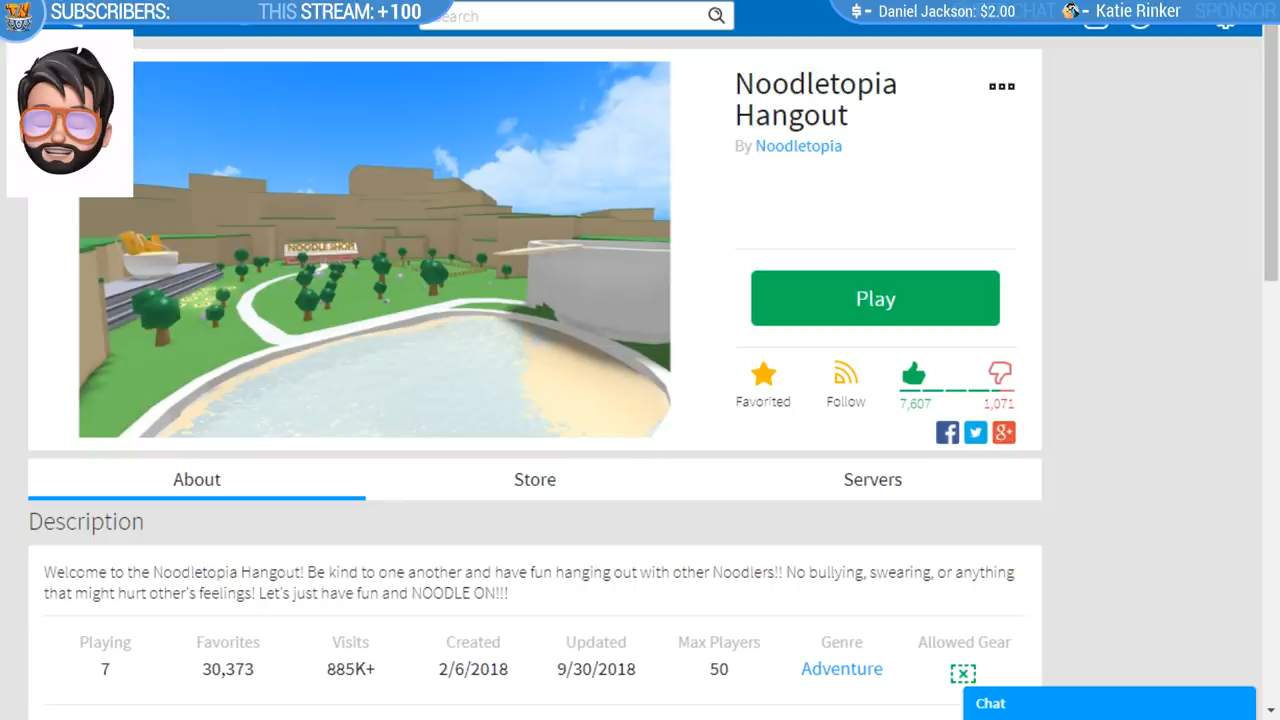 SUBSCRIBERS:
THIS STREAM: +100
Search
$ - Daniel Jackson: $2.00
CHAT
- Katie Rinker
SPONSOR
Noodletopia
Hangout
By Noodletopia
NOODLE SHOP
Play
Favorited
Follow
7,607
1,071
About
Store
Servers
Description
Welcome to the Noodletopia Hangout! Be kind to one another and have fun hanging out with other Noodlers!! No bullying, swearing, or anything
that might hurt other's feelings! Let's just have fun and NOODLE ON!!!
Playing
Favorites
Visits
Created
Updated
Max Players
Genre
Allowed Gear
7
30,373
885K+
2/6/2018
9/30/2018
50
Adventure
Chat